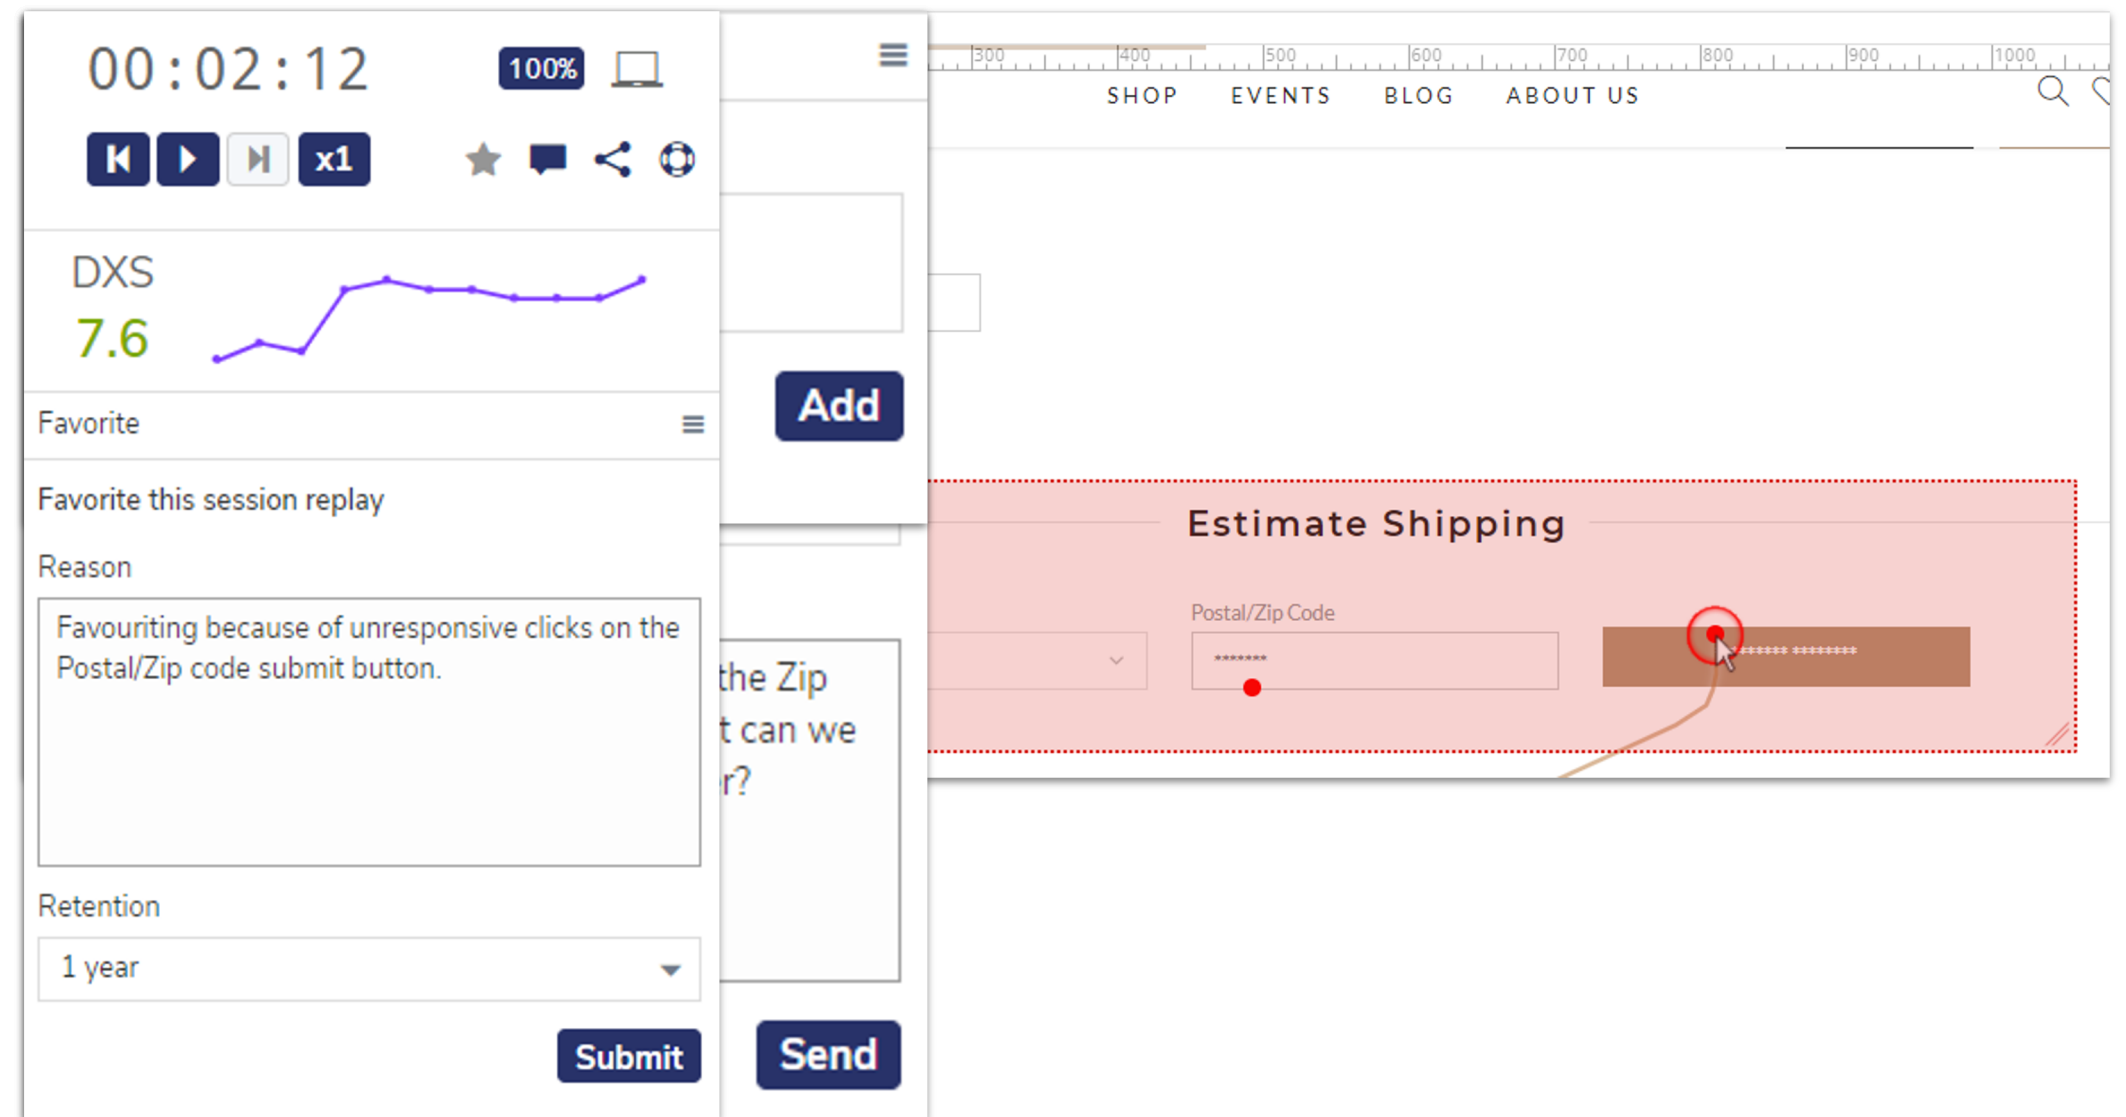 00:02:12
100%
x1
DXS
7.6
Favorite
Favorite this session replay
Reason
Favouriting because of unresponsive clicks on the
Postal/Zip code submit button.
Retention
1 year
Submit
Add
the Zip
t can we
r?
Send
300 400 500 600 700 800 900 1000
SHOP EVENTS BLOG ABOUT US
Estimate Shipping
Postal/Zip Code
*******
****** ********